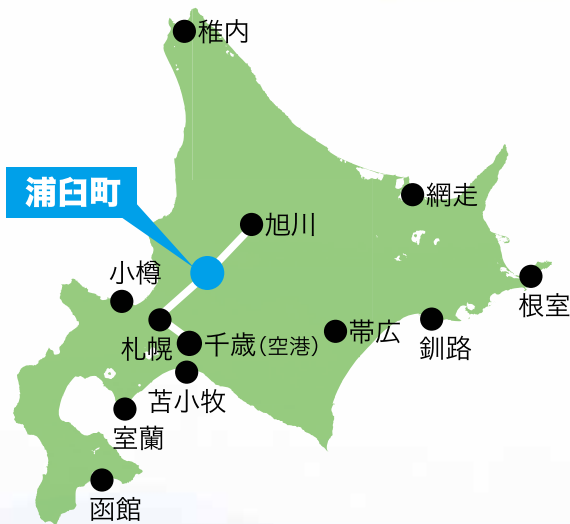 稚内
網走
浦臼町
旭川
小樽
根室
札幌
千歳(空港)
帯広
釧路
苫小牧
室蘭
函館